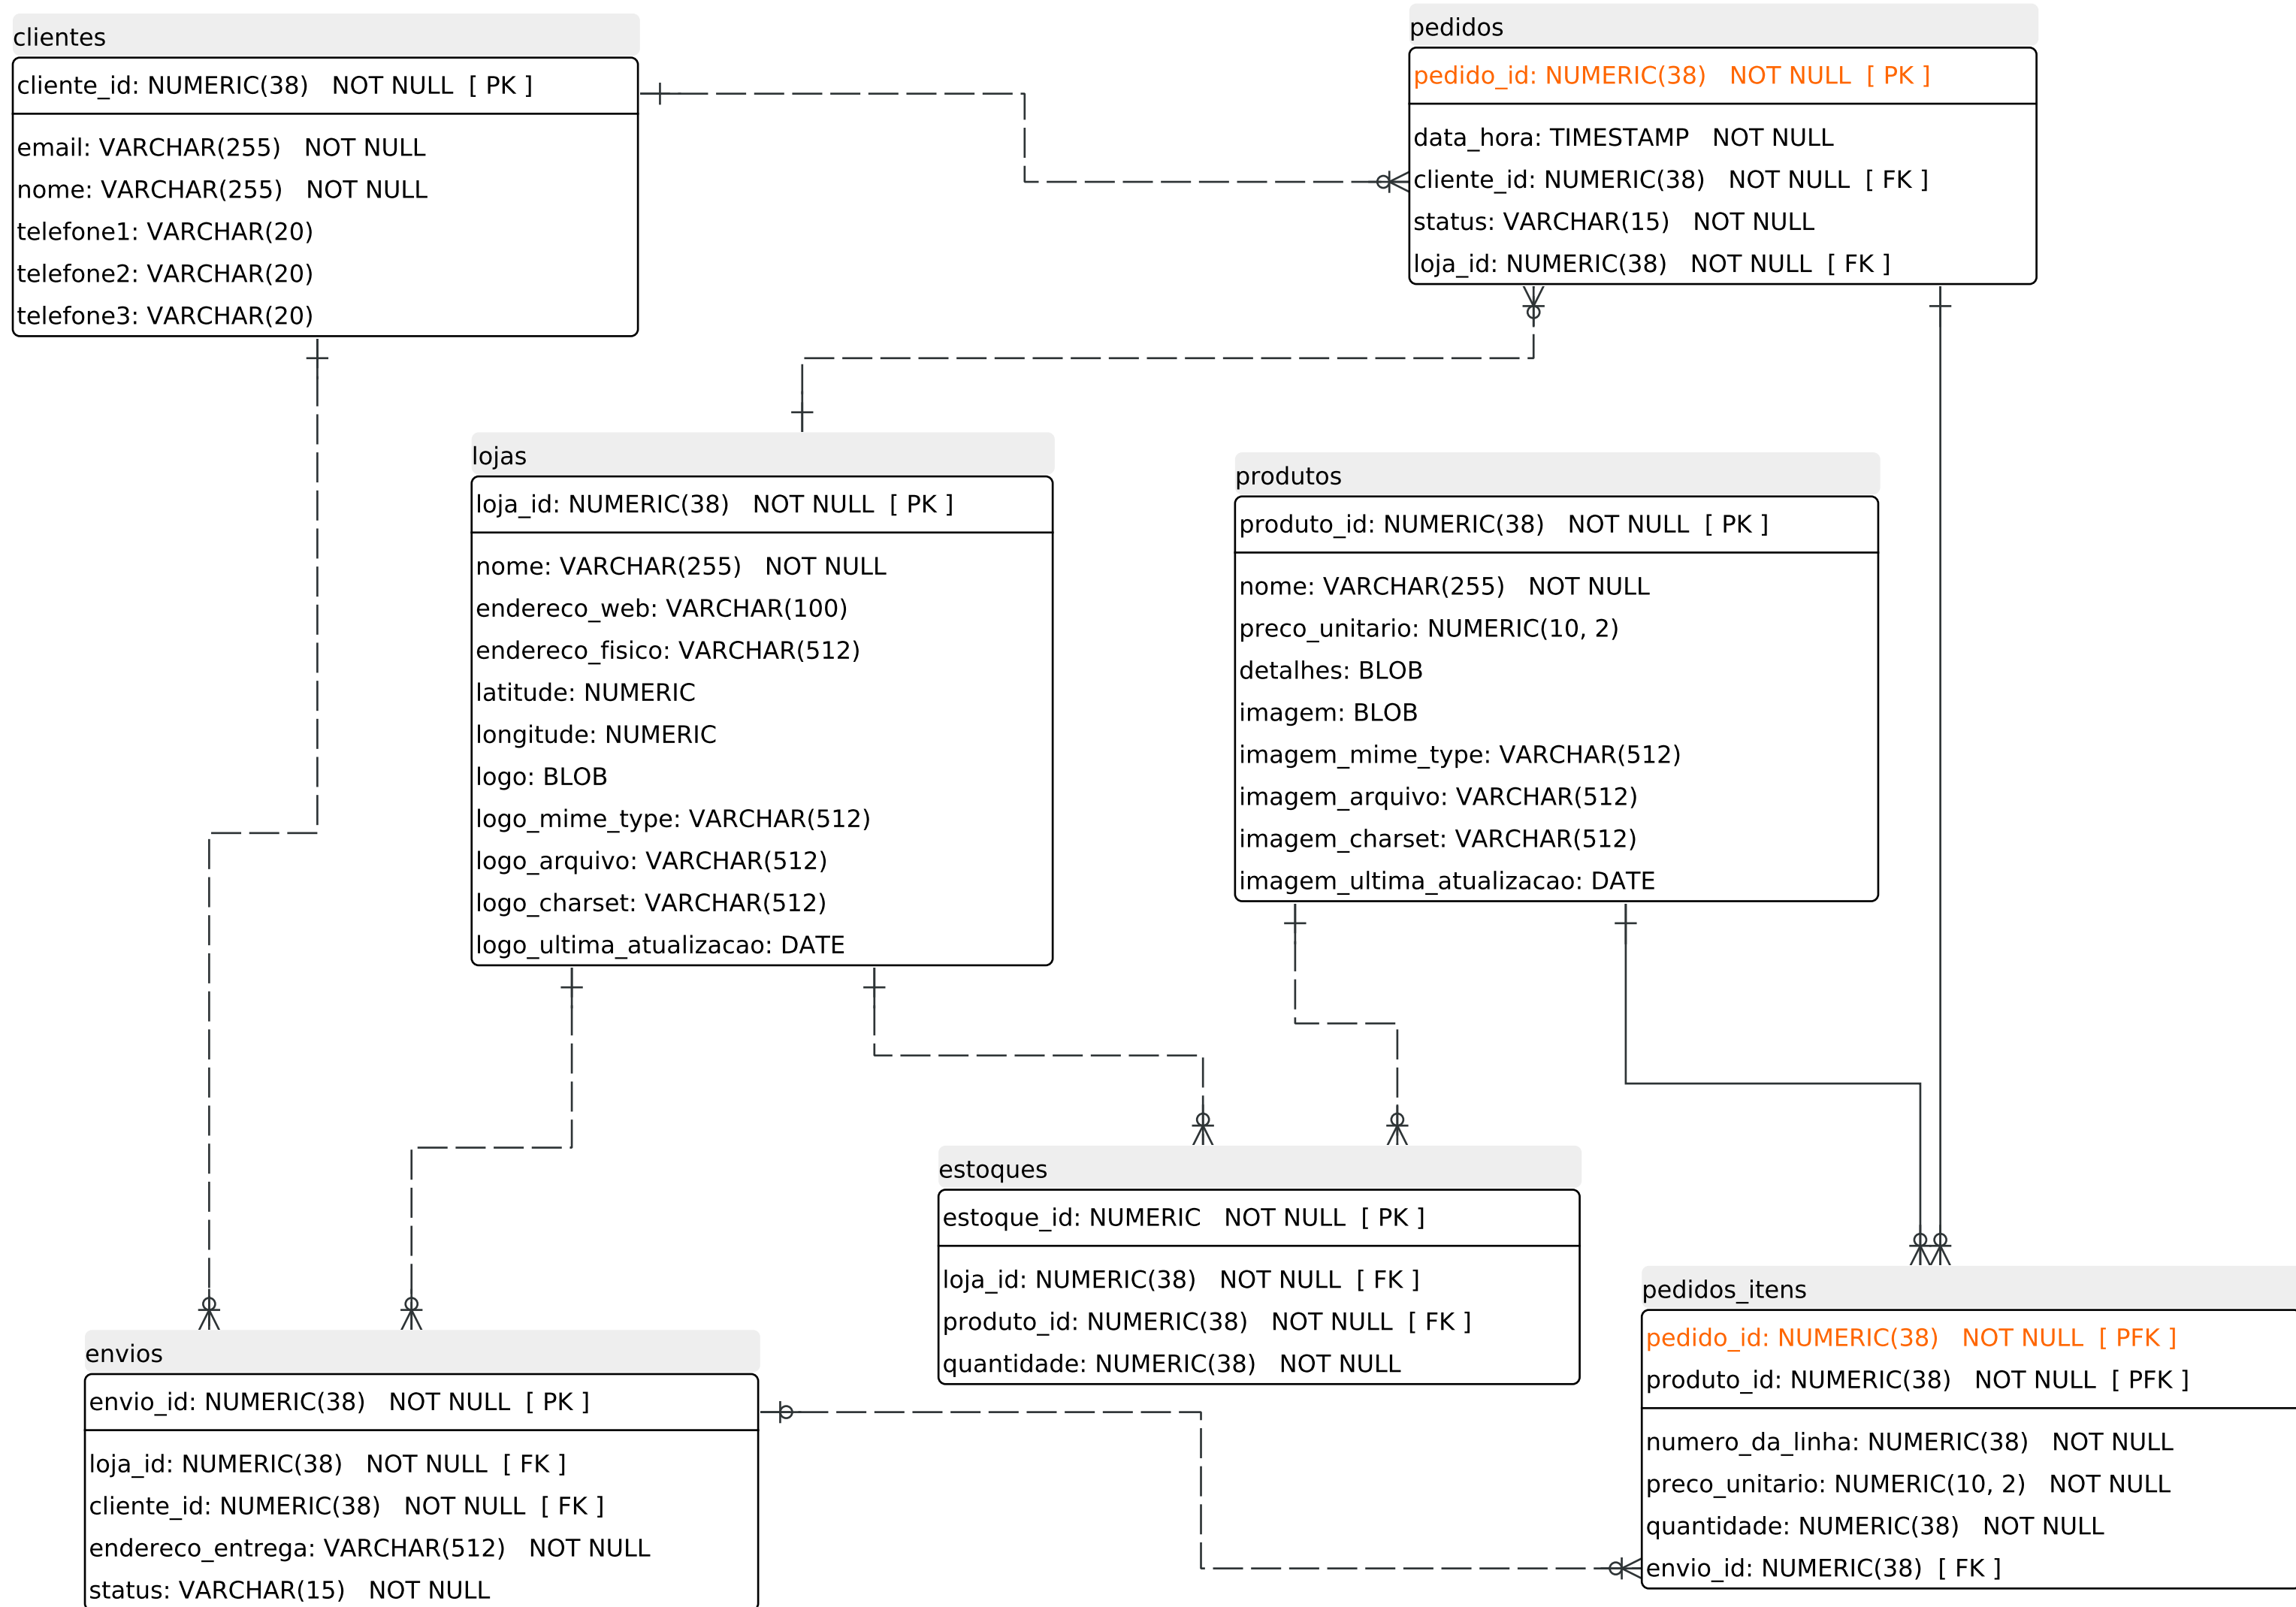 clientes
cliente_id: NUMERIC(38) NOT NULL [ PK ]
email: VARCHAR(255) NOT NULL
nome: VARCHAR(255) NOT NULL
telefone1: VARCHAR(20)
telefone2: VARCHAR(20)
telefone3: VARCHAR(20)
pedidos
pedido_id: NUMERIC(38) NOT NULL [ PK ]
data_hora: TIMESTAMP NOT NULL
cliente_id: NUMERIC(38) NOT NULL [ FK ]
status: VARCHAR(15) NOT NULL
loja_id: NUMERIC(38) NOT NULL [ FK ]
lojas
loja_id: NUMERIC(38) NOT NULL [ PK ]
nome: VARCHAR(255) NOT NULL
endereco_web: VARCHAR(100)
endereco_fisico: VARCHAR(512)
latitude: NUMERIC
longitude: NUMERIC
logo: BLOB
logo_mime_type: VARCHAR(512)
logo_arquivo: VARCHAR(512)
logo_charset: VARCHAR(512)
logo_ultima_atualizacao: DATE
produtos
produto_id: NUMERIC(38) NOT NULL [ PK ]
nome: VARCHAR(255) NOT NULL
preco_unitario: NUMERIC(10, 2)
detalhes: BLOB
imagem: BLOB
imagem_mime_type: VARCHAR(512)
imagem_arquivo: VARCHAR(512)
imagem_charset: VARCHAR(512)
imagem_ultima_atualizacao: DATE
estoques
estoque_id: NUMERIC NOT NULL [ PK ]
loja_id: NUMERIC(38) NOT NULL [ FK ]
produto_id: NUMERIC(38) NOT NULL [ FK ]
quantidade: NUMERIC(38) NOT NULL
envios
envio_id: NUMERIC(38) NOT NULL [ PK ]
loja_id: NUMERIC(38) NOT NULL [ FK ]
cliente_id: NUMERIC(38) NOT NULL [ FK ]
endereco_entrega: VARCHAR(512) NOT NULL
status: VARCHAR(15) NOT NULL
pedidos_itens
pedido_id: NUMERIC(38) NOT NULL [ PFK ]
produto_id: NUMERIC(38) NOT NULL [ PFK ]
numero_da_linha: NUMERIC(38) NOT NULL
preco_unitario: NUMERIC(10, 2) NOT NULL
quantidade: NUMERIC(38) NOT NULL
envio_id: NUMERIC(38) [ FK ]